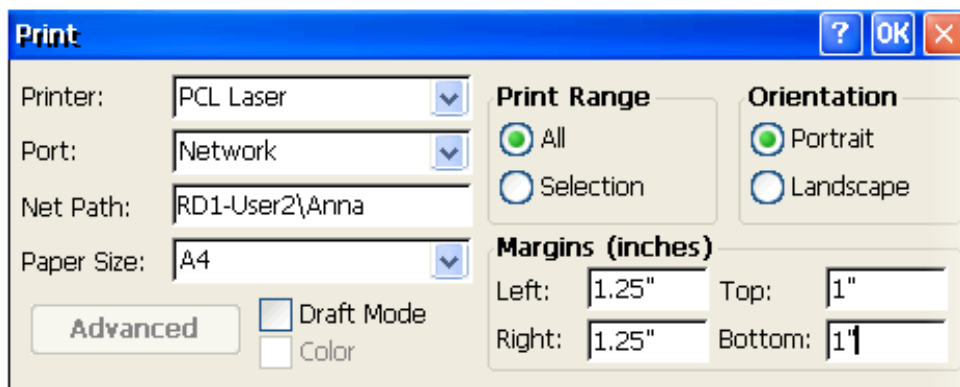 Print ? OK ×
Printer: PCL Laser
Port: Network
Net Path: RD1-User2\Anna
Paper Size: A4
Advanced
Draft Mode
Color
Print Range
All
Selection
Orientation
Portrait
Landscape
Margins (inches)
Left: 1.25" Top: 1"
Right: 1.25" Bottom: 1"